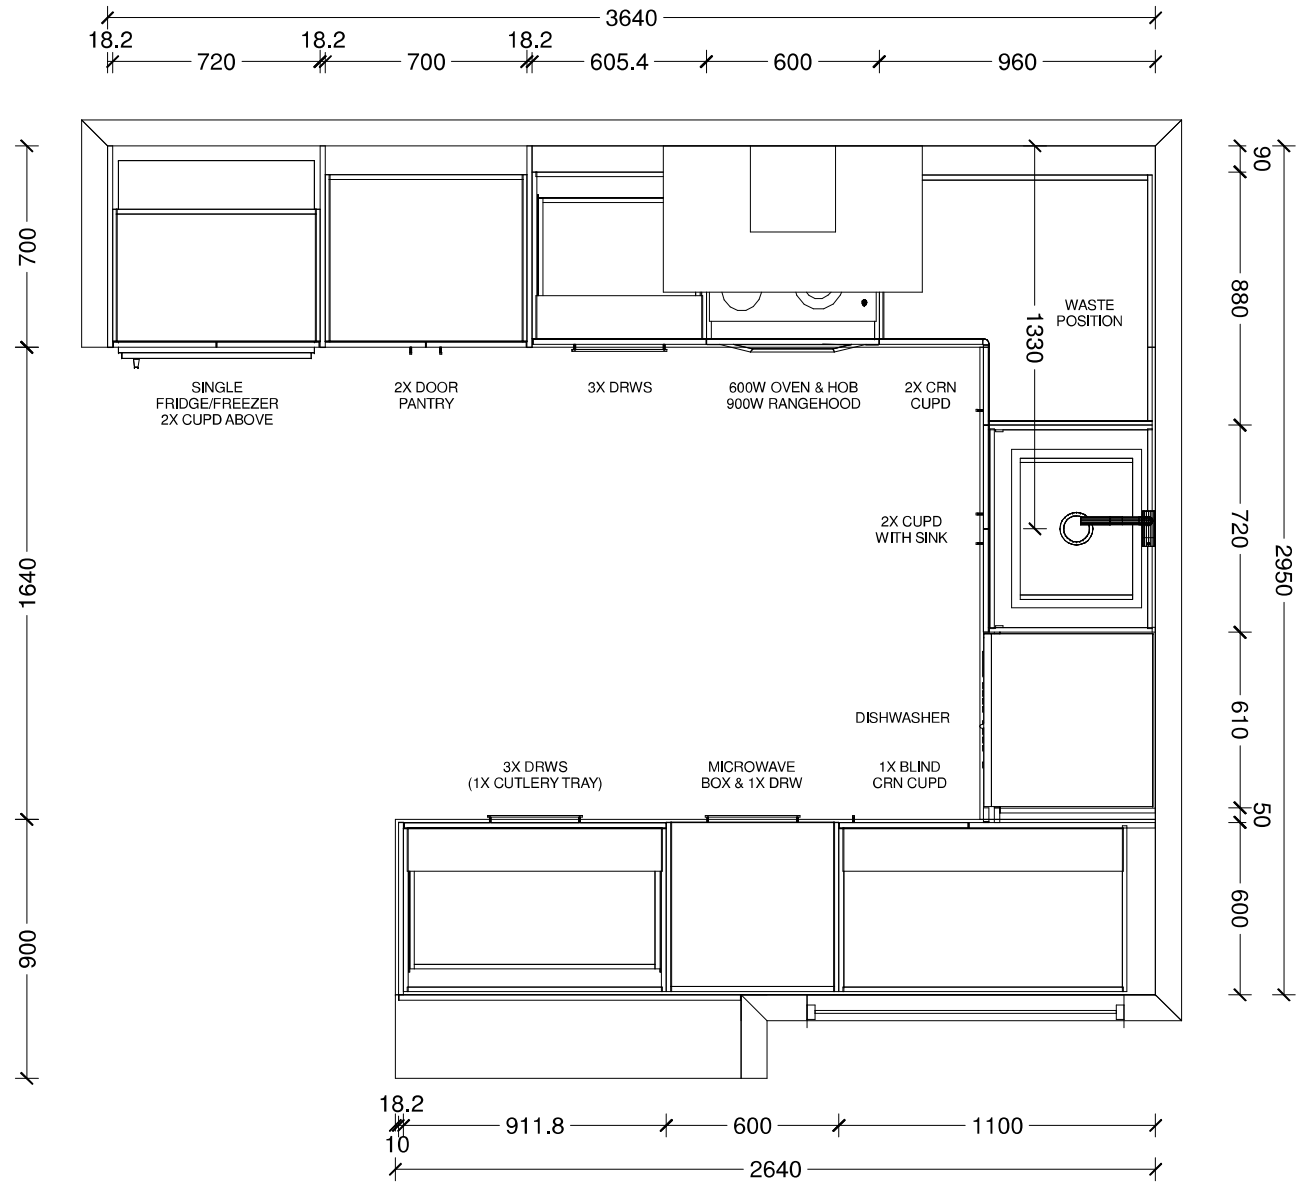 3640
18.2
18.2
18.2
720
700
605.4
600
960
90
700
880
WASTE
POSITION
1330
SINGLE
FRIDGE/FREEZER
2X CUPD ABOVE
2X DOOR
PANTRY
3X DRWS
600W OVEN & HOB
900W RANGEHOOD
2X CRN
CUPD
2X CUPD
WITH SINK
720
2950
1640
DISHWASHER
610
3X DRWS
(1X CUTLERY TRAY)
MICROWAVE
BOX & 1X DRW
1X BLIND
CRN CUPD
50
600
900
18.2
10
911.8
600
1100
2640